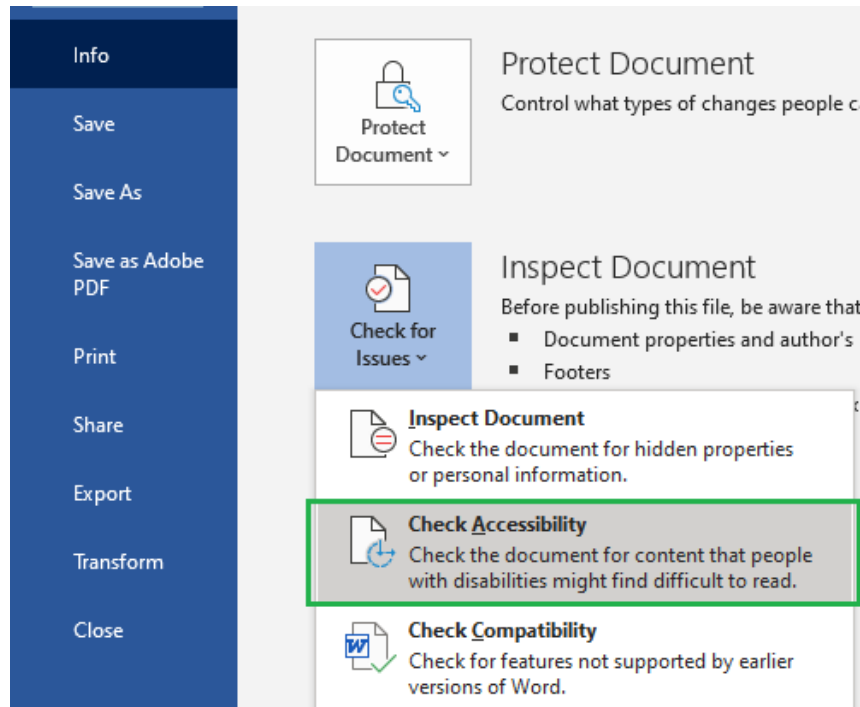 Info
Save
Save As
Save as Adobe
PDF
Print
Share
Export
Transform
Close
Protect
Document
Protect Document
Control what types of changes people
Check for
Issues
Inspect Document
Before publishing this file, be aware that
Document properties and author's
Footers
Inspect Document
Check the document for hidden properties
or personal information.
Check Accessibility
Check the document for content that people
with disabilities might find difficult to read.
Check Compatibility
Check for features not supported by earlier
versions of Word.